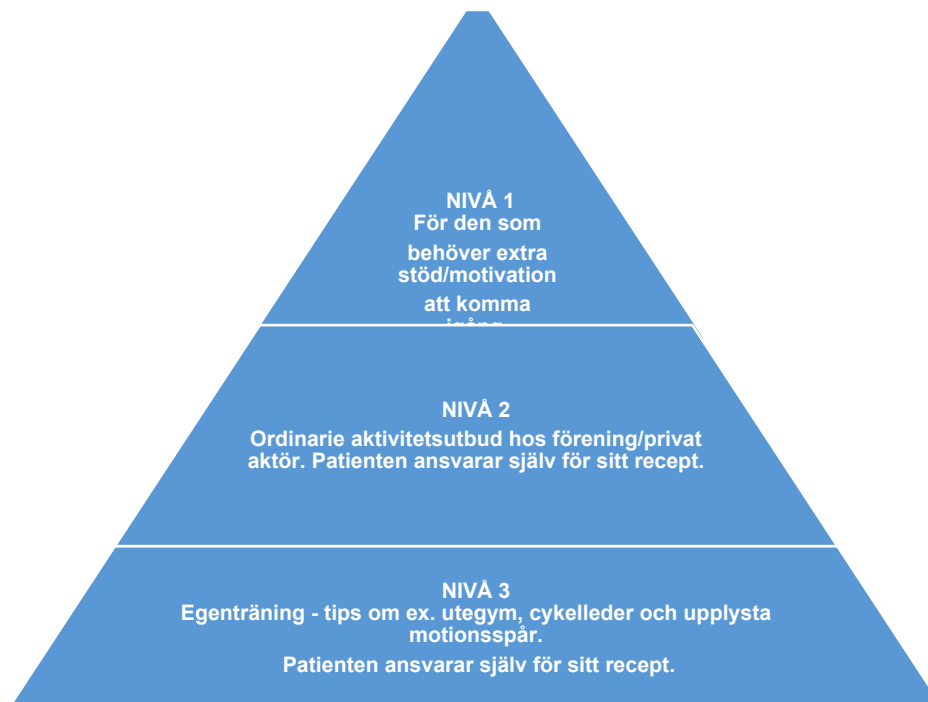 NIVÅ 1
För den som
behöver extra
stöd/motivation
att komma
igång
NIVÅ 2
Ordinarie aktivitetsutbud hos förening/privat
aktör. Patienten ansvarar själv för sitt recept.
NIVÅ 3
Egenträning - tips om ex. utegym, cykelleder och upplysta
motionsspår.
Patienten ansvarar själv för sitt recept.